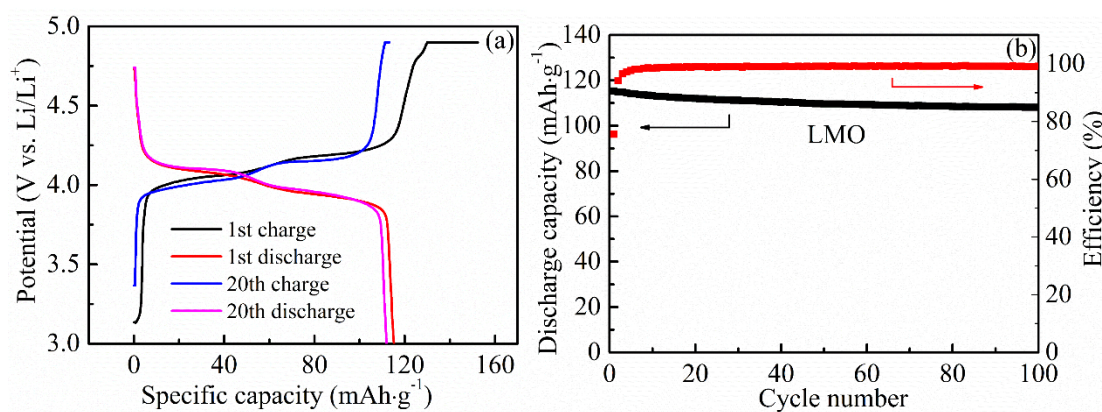 (a)
Potential (V vs. Li/Li⁺)
5.0
4.5
4.0
3.5
3.0
1st charge
1st discharge
20th charge
20th discharge
0 40 80 120 160
Specific capacity (mAh·g⁻¹)
(b)
Discharge capacity (mAh·g⁻¹)
140
120
100
80
60
40
20
0
LMO
100
80
60
40
20
0
Efficiency (%)
0 20 40 60 80 100
Cycle number